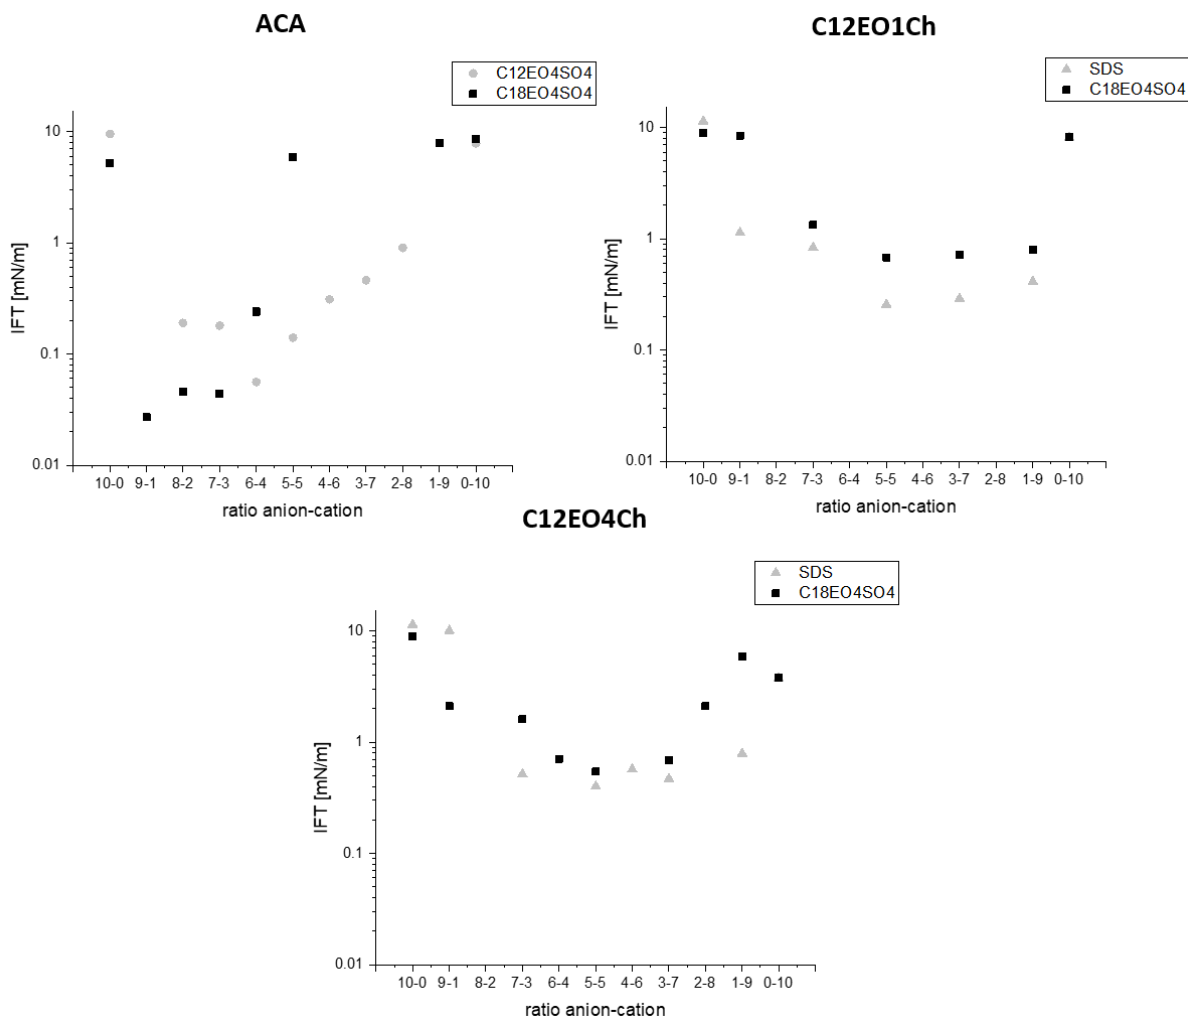 ACA
C12EO4SO4
C18EO4SO4
10
1
0.1
0.01
IFT [mN/m]
10-0 9-1 8-2 7-3 6-4 5-5 4-6 3-7 2-8 1-9 0-10
ratio anion-cation
C12EO1Ch
SDS
C18EO4SO4
10
1
0.1
0.01
IFT [mN/m]
10-0 9-1 8-2 7-3 6-4 5-5 4-6 3-7 2-8 1-9 0-10
ratio anion-cation
C12EO4Ch
SDS
C18EO4SO4
10
1
0.1
0.01
IFT [mN/m]
10-0 9-1 8-2 7-3 6-4 5-5 4-6 3-7 2-8 1-9 0-10
ratio anion-cation